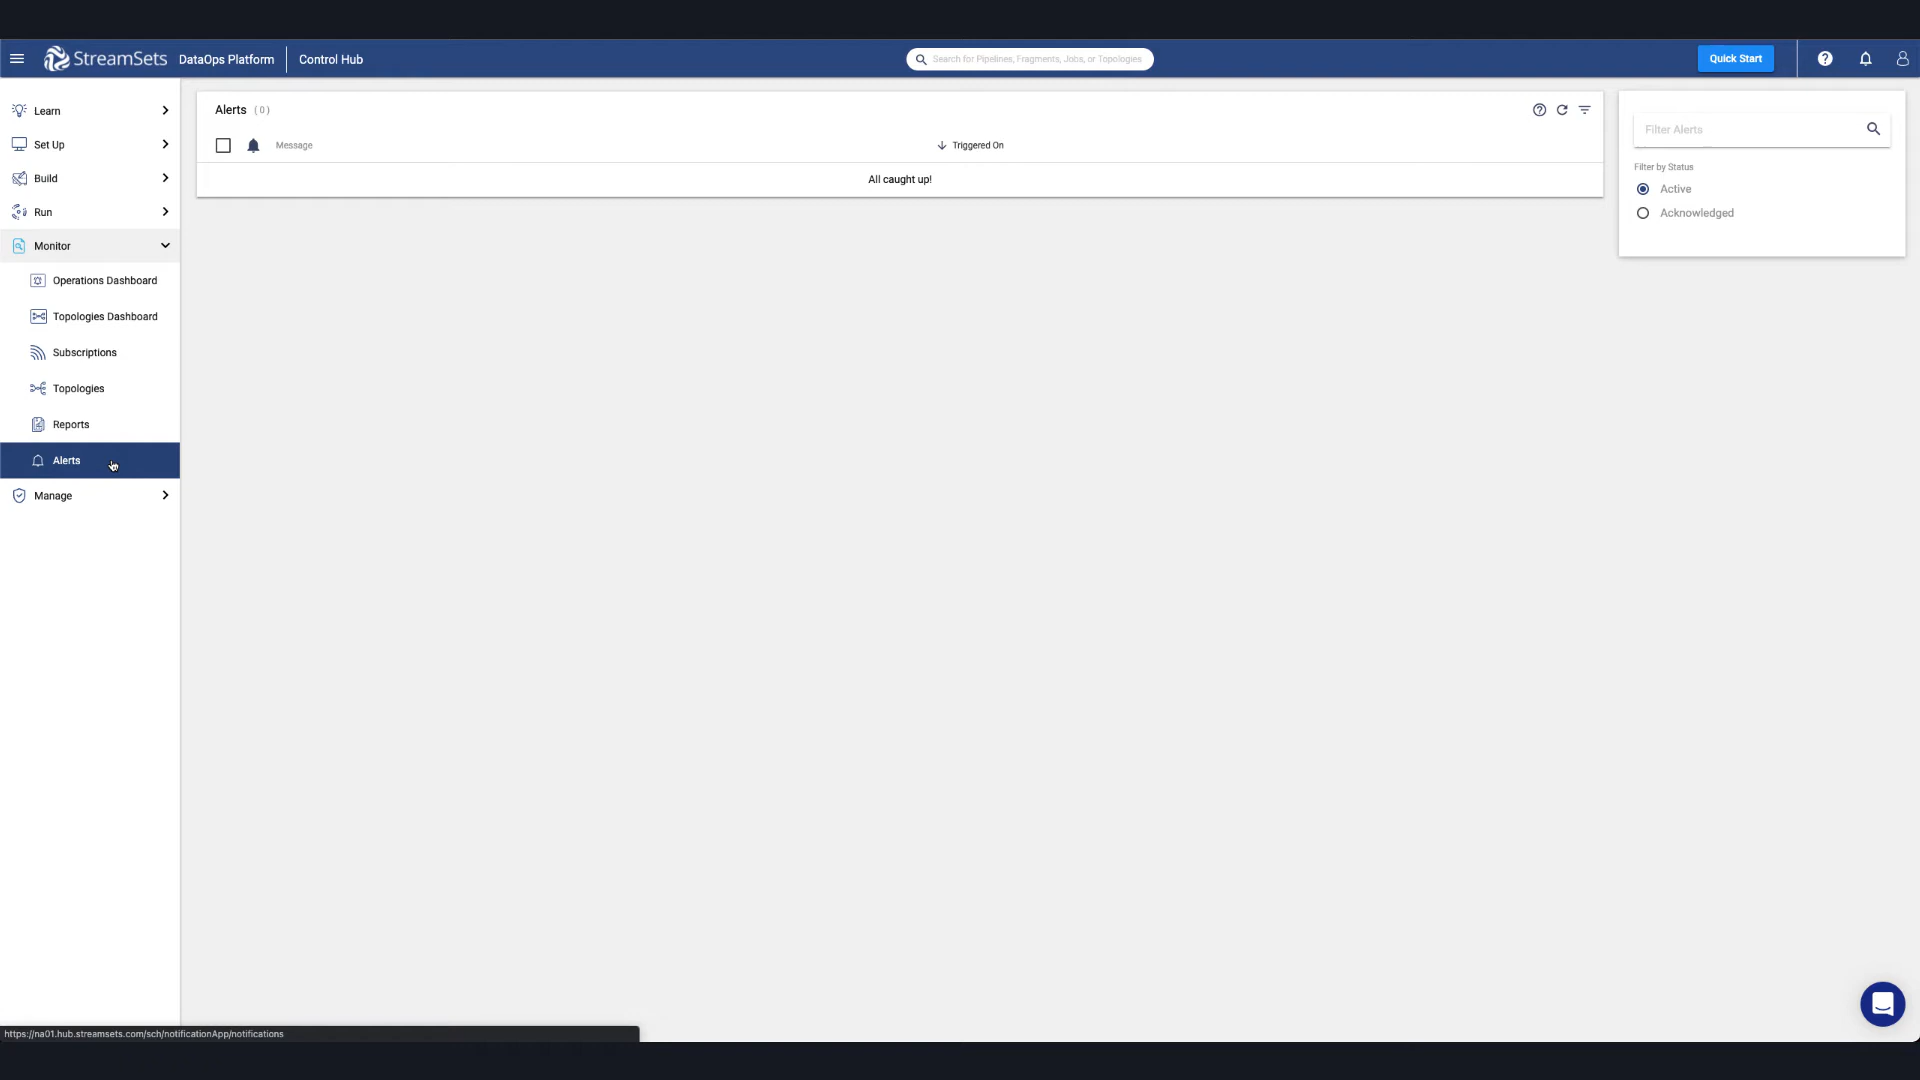 StreamSets DataOps Platform Control Hub Search for Pipelines, Fragments, Jobs, or Topologies Quick Start
Learn
Set Up
Build
Run
Monitor
Operations Dashboard
Topologies Dashboard
Subscriptions
Topologies
Reports
Alerts
Manage
Alerts (0)
Message Triggered On
All caught up!
Filter Alerts
Filter by Status
Active
Acknowledged
https://na01.hub.streamsets.com/sch/notificationApp/notifications